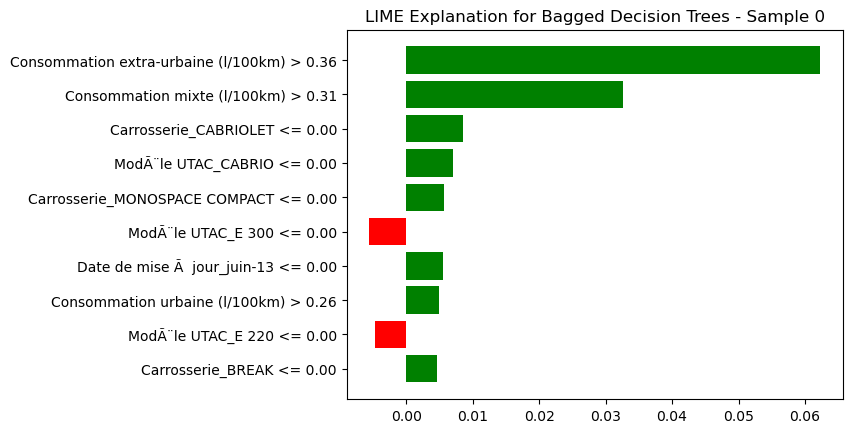 LIME Explanation for Bagged Decision Trees - Sample 0
Consommation extra-urbaine (l/100km) > 0.36
Consommation mixte (l/100km) > 0.31
Carrosserie_CABRIOLET <= 0.00
ModÃ¨le UTAC_CABRIO <= 0.00
Carrosserie_MONOSPACE COMPACT <= 0.00
ModÃ¨le UTAC_E 300 <= 0.00
Date de mise Ã  jour_juin-13 <= 0.00
Consommation urbaine (l/100km) > 0.26
ModÃ¨le UTAC_E 220 <= 0.00
Carrosserie_BREAK <= 0.00
0.00 0.01 0.02 0.03 0.04 0.05 0.06